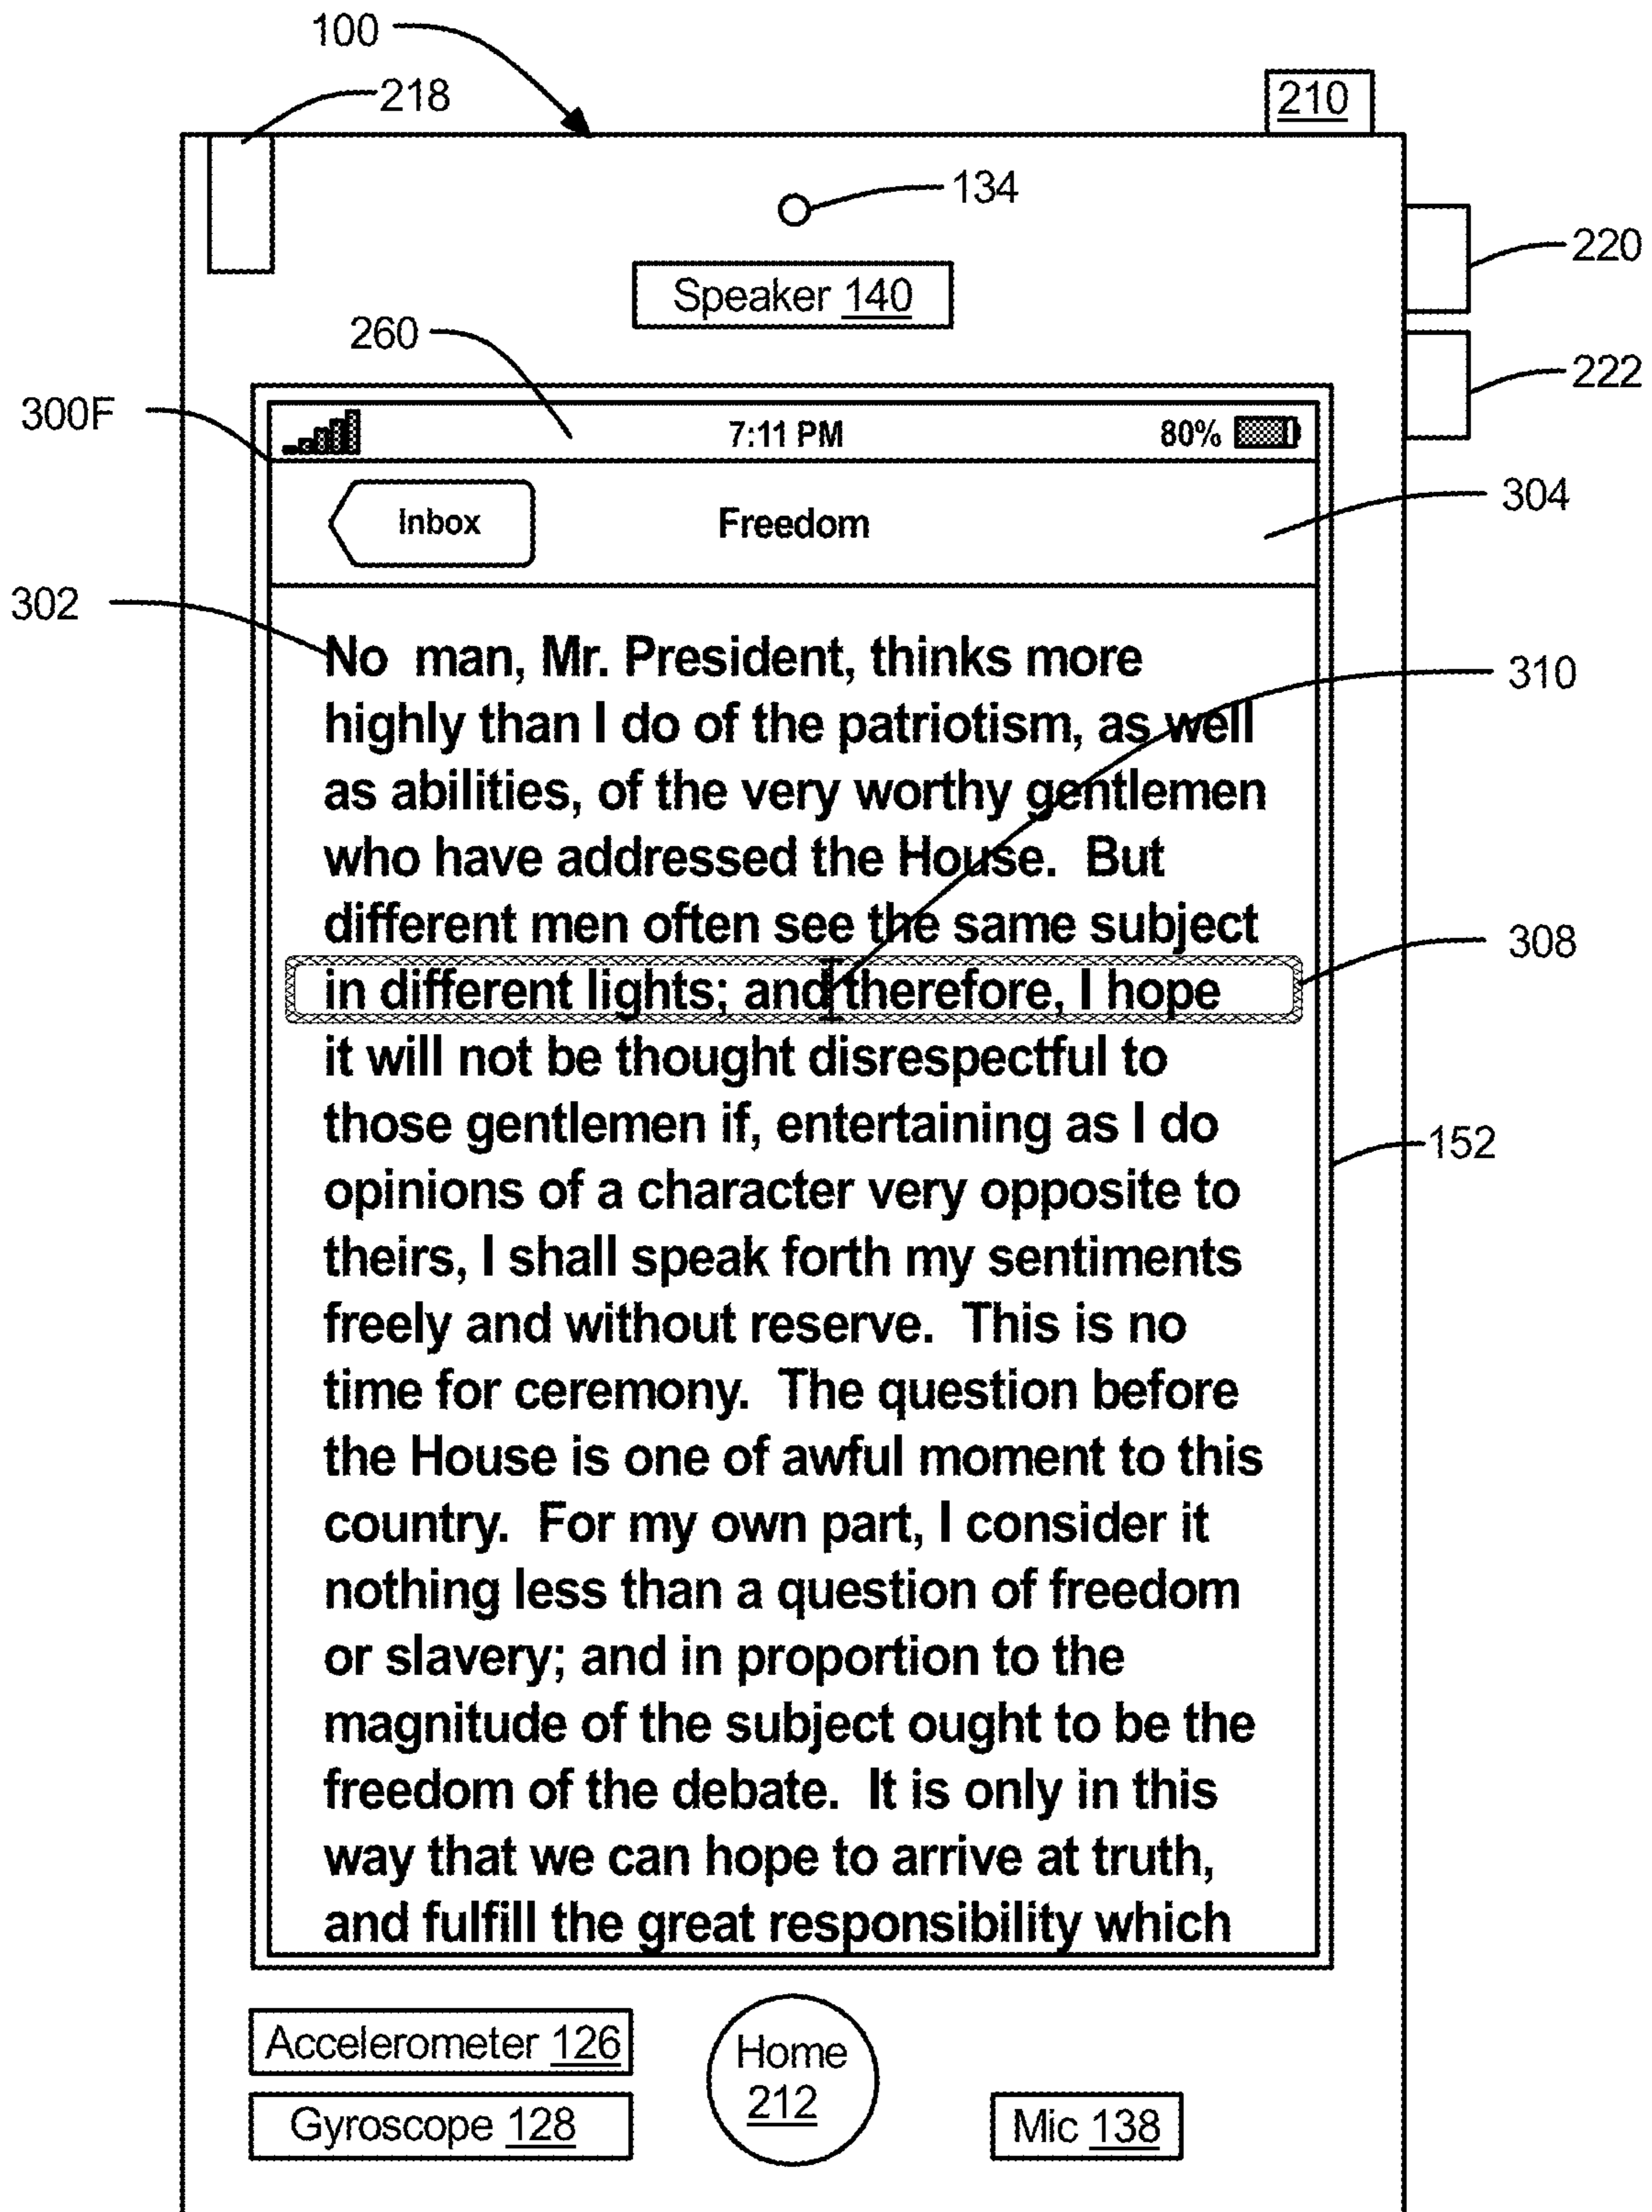 100
218
210
134
220
Speaker 140
260
222
300F
7:11 PM 80%
304
Inbox Freedom
302
No man, Mr. President, thinks more
310
highly than I do of the patriotism, as well
as abilities, of the very worthy gentlemen
who have addressed the House. But
different men often see the same subject
308
in different lights; and therefore, I hope
it will not be thought disrespectful to
those gentlemen if, entertaining as I do
152
opinions of a character very opposite to
theirs, I shall speak forth my sentiments
freely and without reserve. This is no
time for ceremony. The question before
the House is one of awful moment to this
country. For my own part, I consider it
nothing less than a question of freedom
or slavery; and in proportion to the
magnitude of the subject ought to be the
freedom of the debate. It is only in this
way that we can hope to arrive at truth,
and fulfill the great responsibility which
Accelerometer 126
Home
212
Gyroscope 128
Mic 138